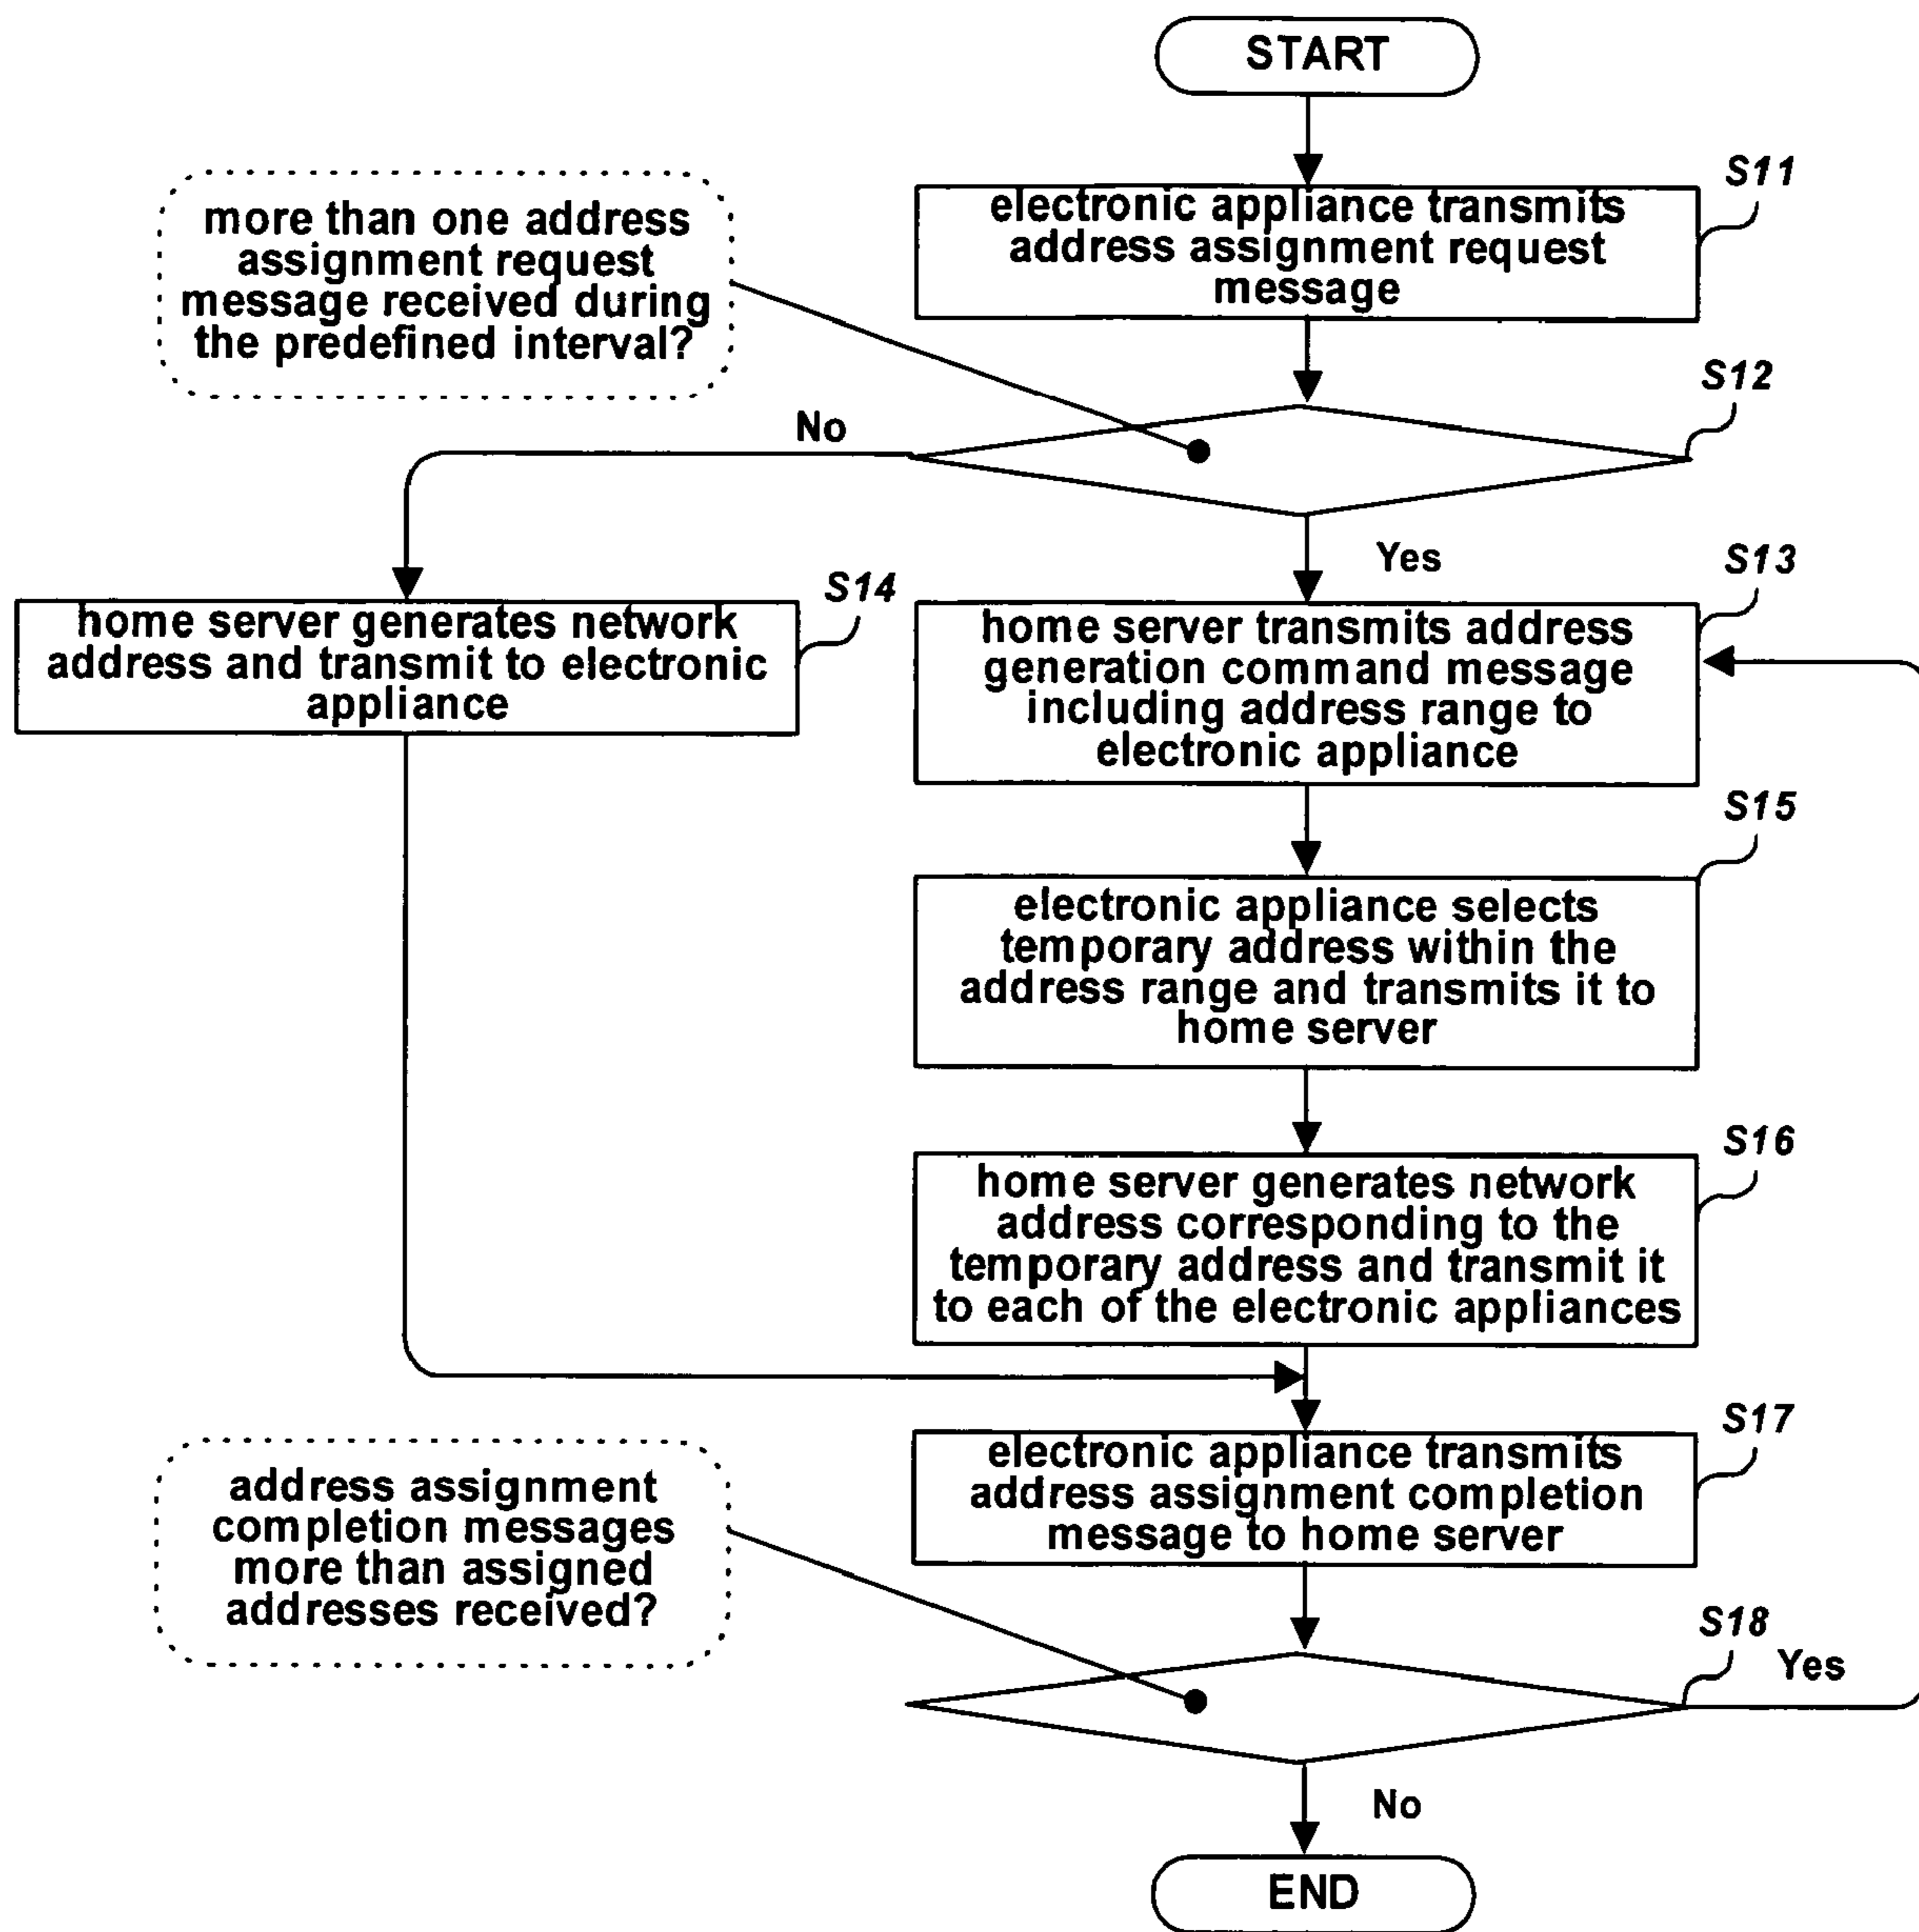 START
S11
electronic appliance transmits
address assignment request
message
more than one address
assignment request
message received during
the predefined interval?
S12
No
Yes
S14
home server generates network
address and transmit to electronic
appliance
S13
home server transmits address
generation command message
including address range to
electronic appliance
S15
electronic appliance selects
temporary address within the
address range and transmits it to
home server
S16
home server generates network
address corresponding to the
temporary address and transmit it
to each of the electronic appliances
S17
electronic appliance transmits
address assignment completion
message to home server
address assignment
completion messages
more than assigned
addresses received?
S18
Yes
No
END